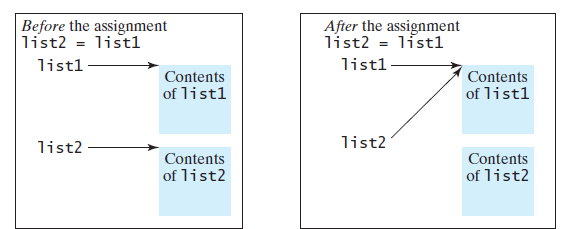 Before the assignment
list2 = list1
list1
Contents
of list1
list2
Contents
of list2
After the assignment
list2 = list1
list1
Contents
of list1
list2
Contents
of list2